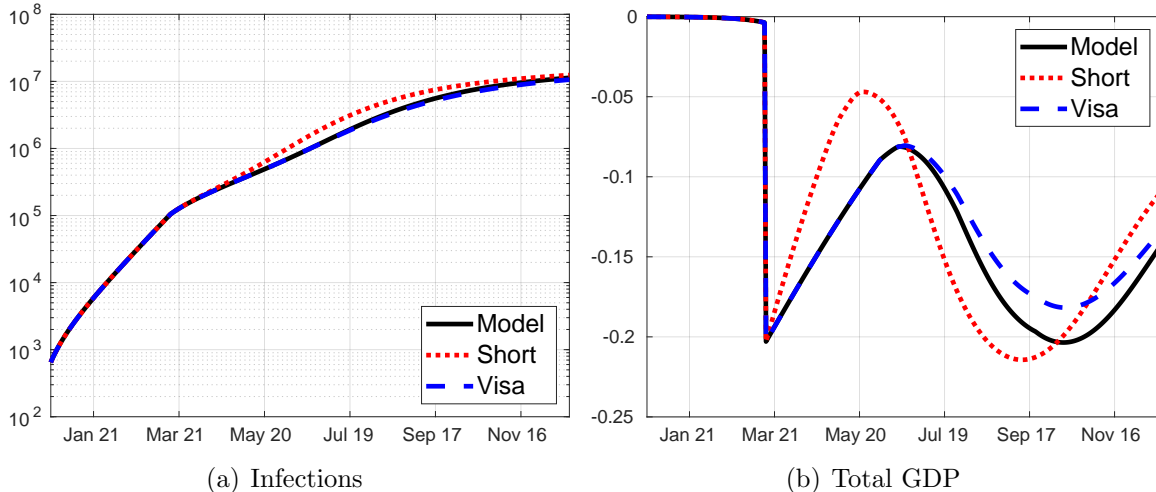 10^8
10^7
10^6
10^5
10^4
10^3
10^2
Jan 21 Mar 21 May 20 Jul 19 Sep 17 Nov 16
Model
Short
Visa
(a) Infections
0
-0.05
-0.1
-0.15
-0.2
-0.25
Jan 21 Mar 21 May 20 Jul 19 Sep 17 Nov 16
Model
Short
Visa
(b) Total GDP